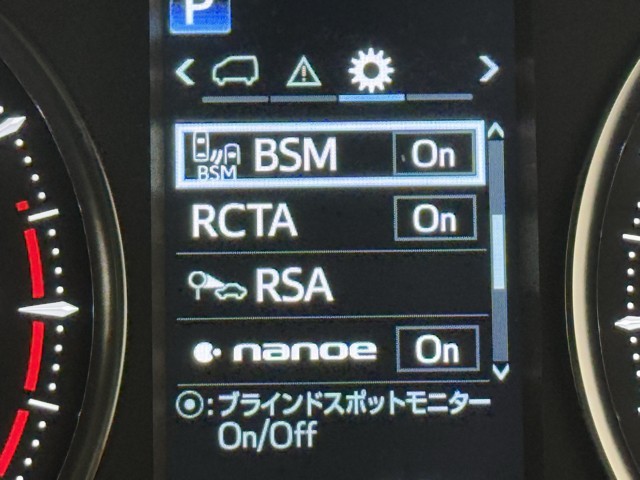 P
BSM BSM On
RCTA On
RSA
nanoe On
⦿:ブラインドスポットモニター
On/Off